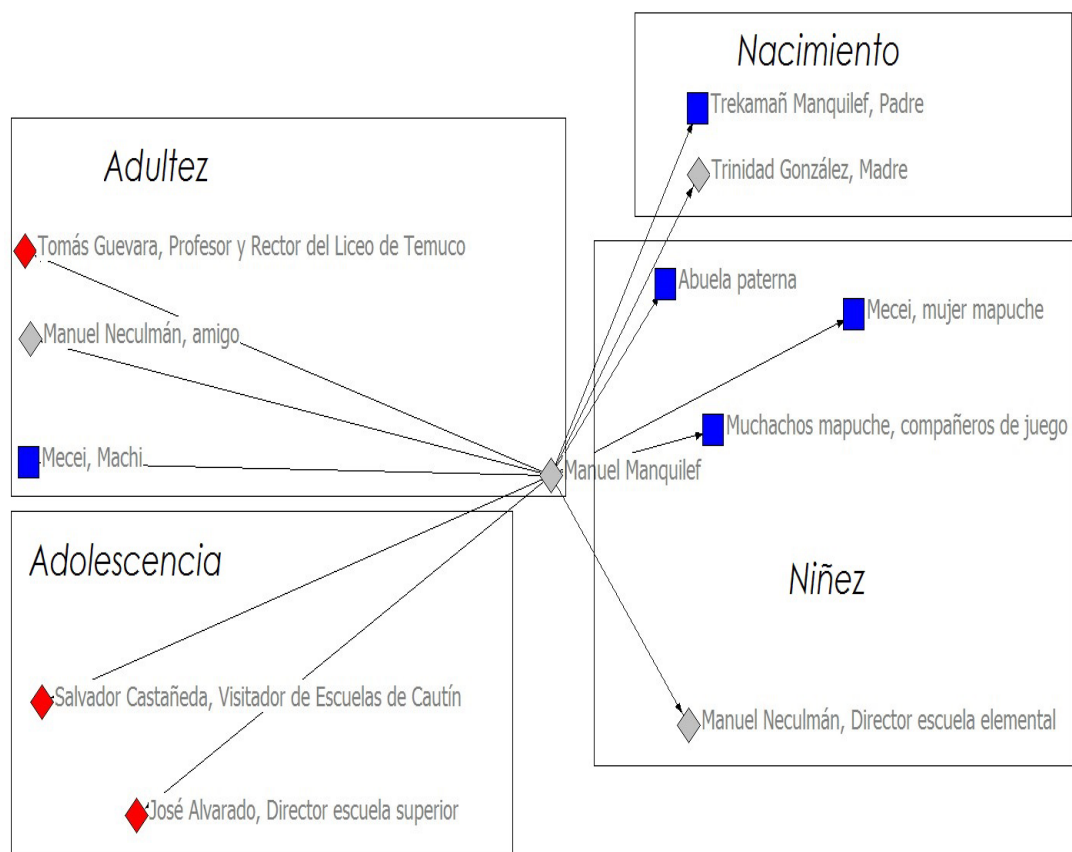 Nacimiento
Trekamañ Manquilef, Padre
Trinidad González, Madre
Adultez
Tomás Guevara, Profesor y Rector del Liceo de Temuco
Manuel Neculmán, amigo
Mecei, Machi
Manuel Manquilef
Abuela paterna
Mecei, mujer mapuche
Muchachos mapuche, compañeros de juego
Niñez
Manuel Neculmán, Director escuela elemental
Adolescencia
Salvador Castañeda, Visitador de Escuelas de Cautín
José Alvarado, Director escuela superior